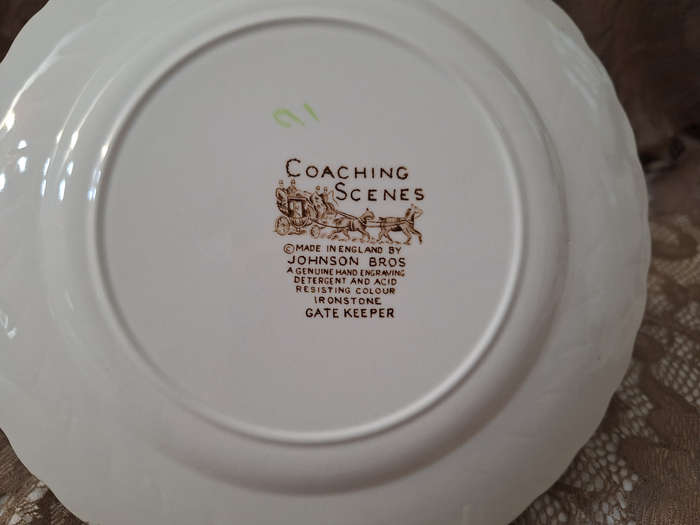 COACHING
SCENES
© MADE IN ENGLAND BY
JOHNSON BROS
A GENUINE HAND ENGRAVING
DETERGENT AND ACID
RESISTING COLOUR
IRONSTONE
GATE KEEPER